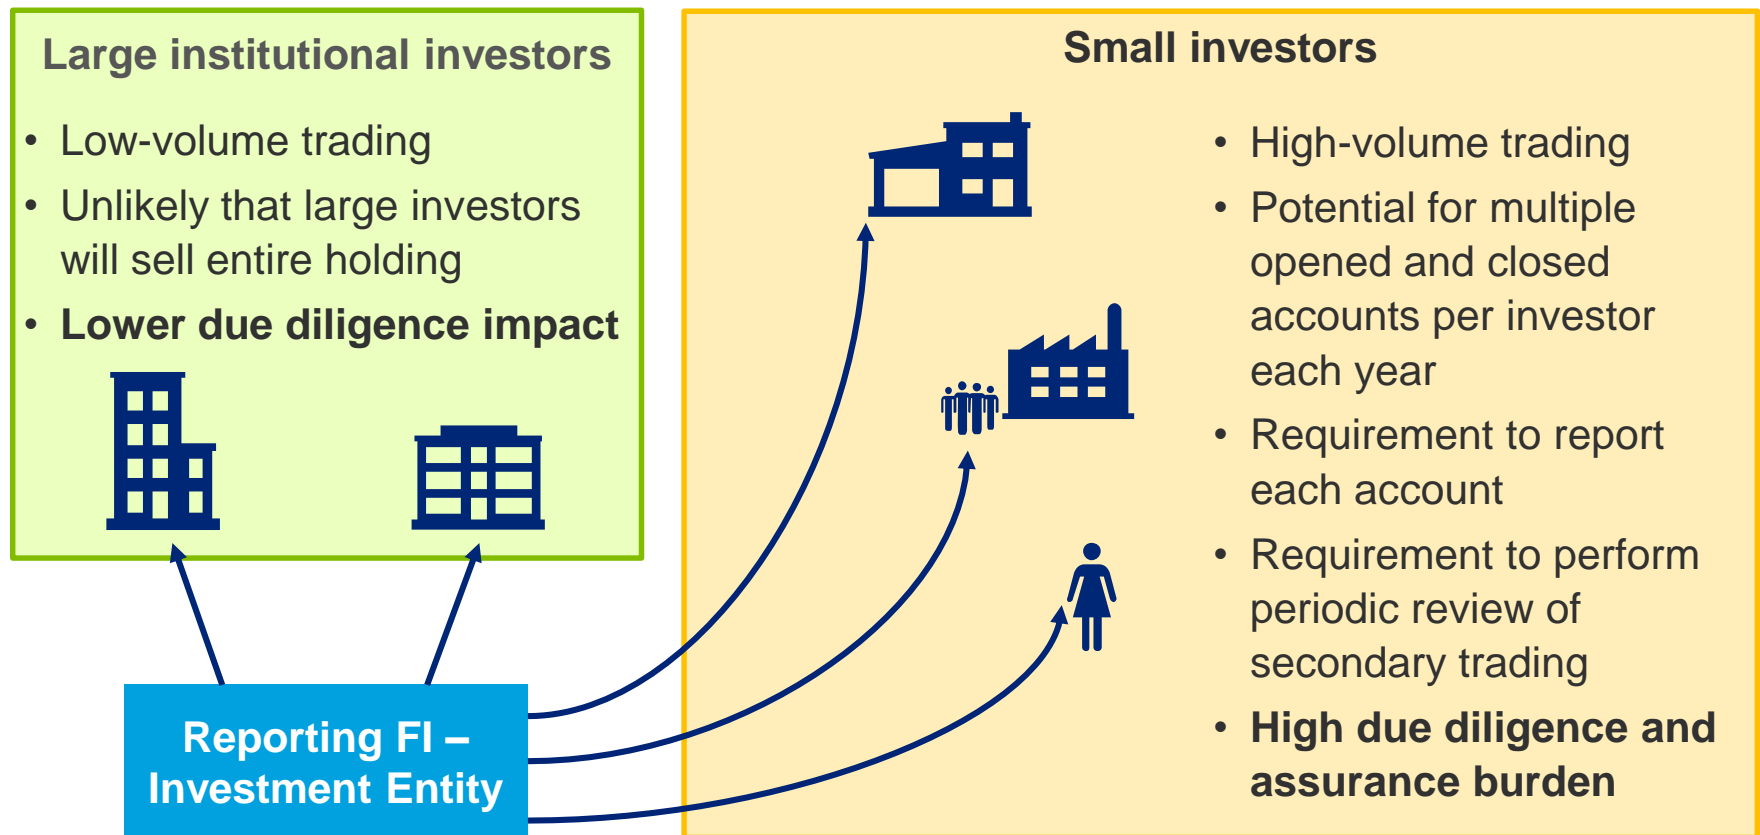 Large institutional investors
• Low-volume trading
• Unlikely that large investors
will sell entire holding
• Lower due diligence impact
Small investors
• High-volume trading
• Potential for multiple
opened and closed
accounts per investor
each year
• Requirement to report
each account
• Requirement to perform
periodic review of
secondary trading
• High due diligence and
assurance burden
Reporting FI –
Investment Entity